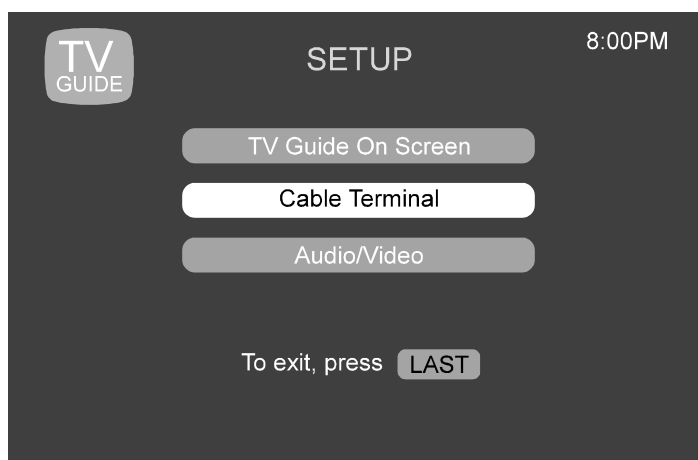 TV
GUIDE
SETUP
8:00PM
TV Guide On Screen
Cable Terminal
Audio/Video
To exit, press LAST